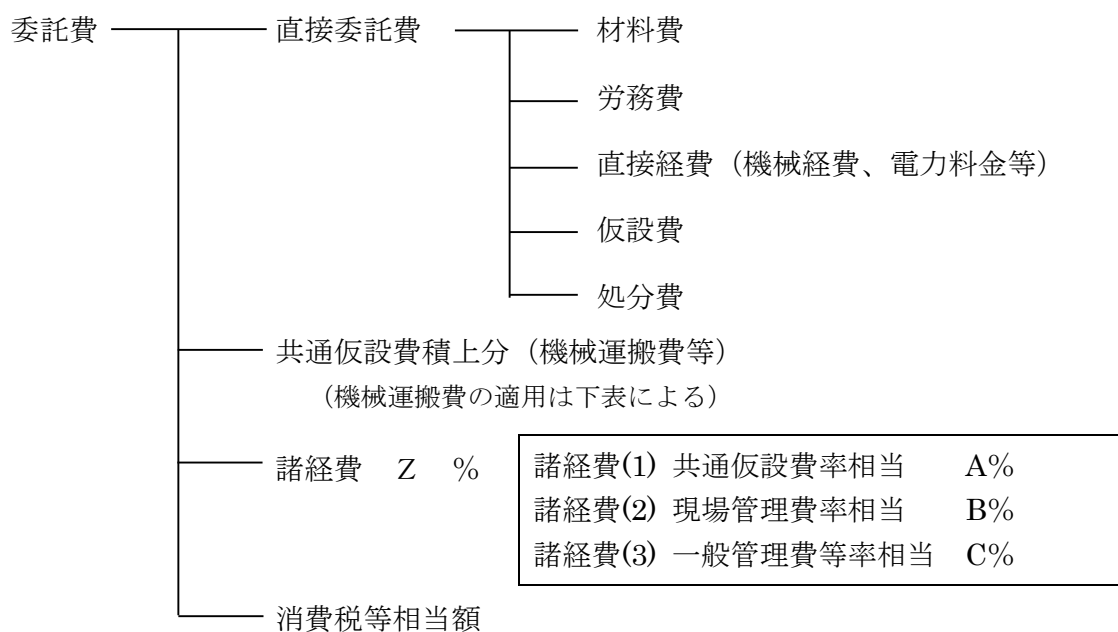 委託費 直接委託費 材料費
労務費
直接経費（機械経費、電力料金等）
仮設費
処分費
共通仮設費積上分（機械運搬費等）
（機械運搬費の適用は下表による）
諸経費 Z %
諸経費(1) 共通仮設費率相当 A%
諸経費(2) 現場管理費率相当 B%
諸経費(3) 一般管理費等率相当 C%
消費税等相当額